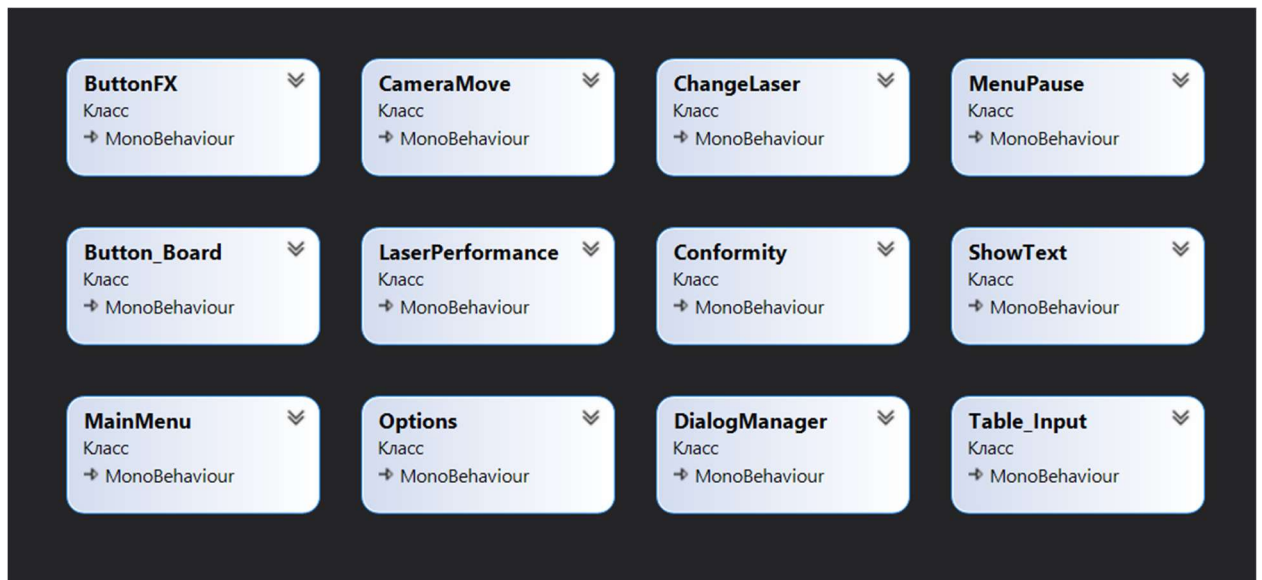 ButtonFX
Класс
MonoBehaviour
CameraMove
Класс
MonoBehaviour
ChangeLaser
Класс
MonoBehaviour
MenuPause
Класс
MonoBehaviour
Button_Board
Класс
MonoBehaviour
LaserPerformance
Класс
MonoBehaviour
Conformity
Класс
MonoBehaviour
ShowText
Класс
MonoBehaviour
MainMenu
Класс
MonoBehaviour
Options
Класс
MonoBehaviour
DialogManager
Класс
MonoBehaviour
Table_Input
Класс
MonoBehaviour